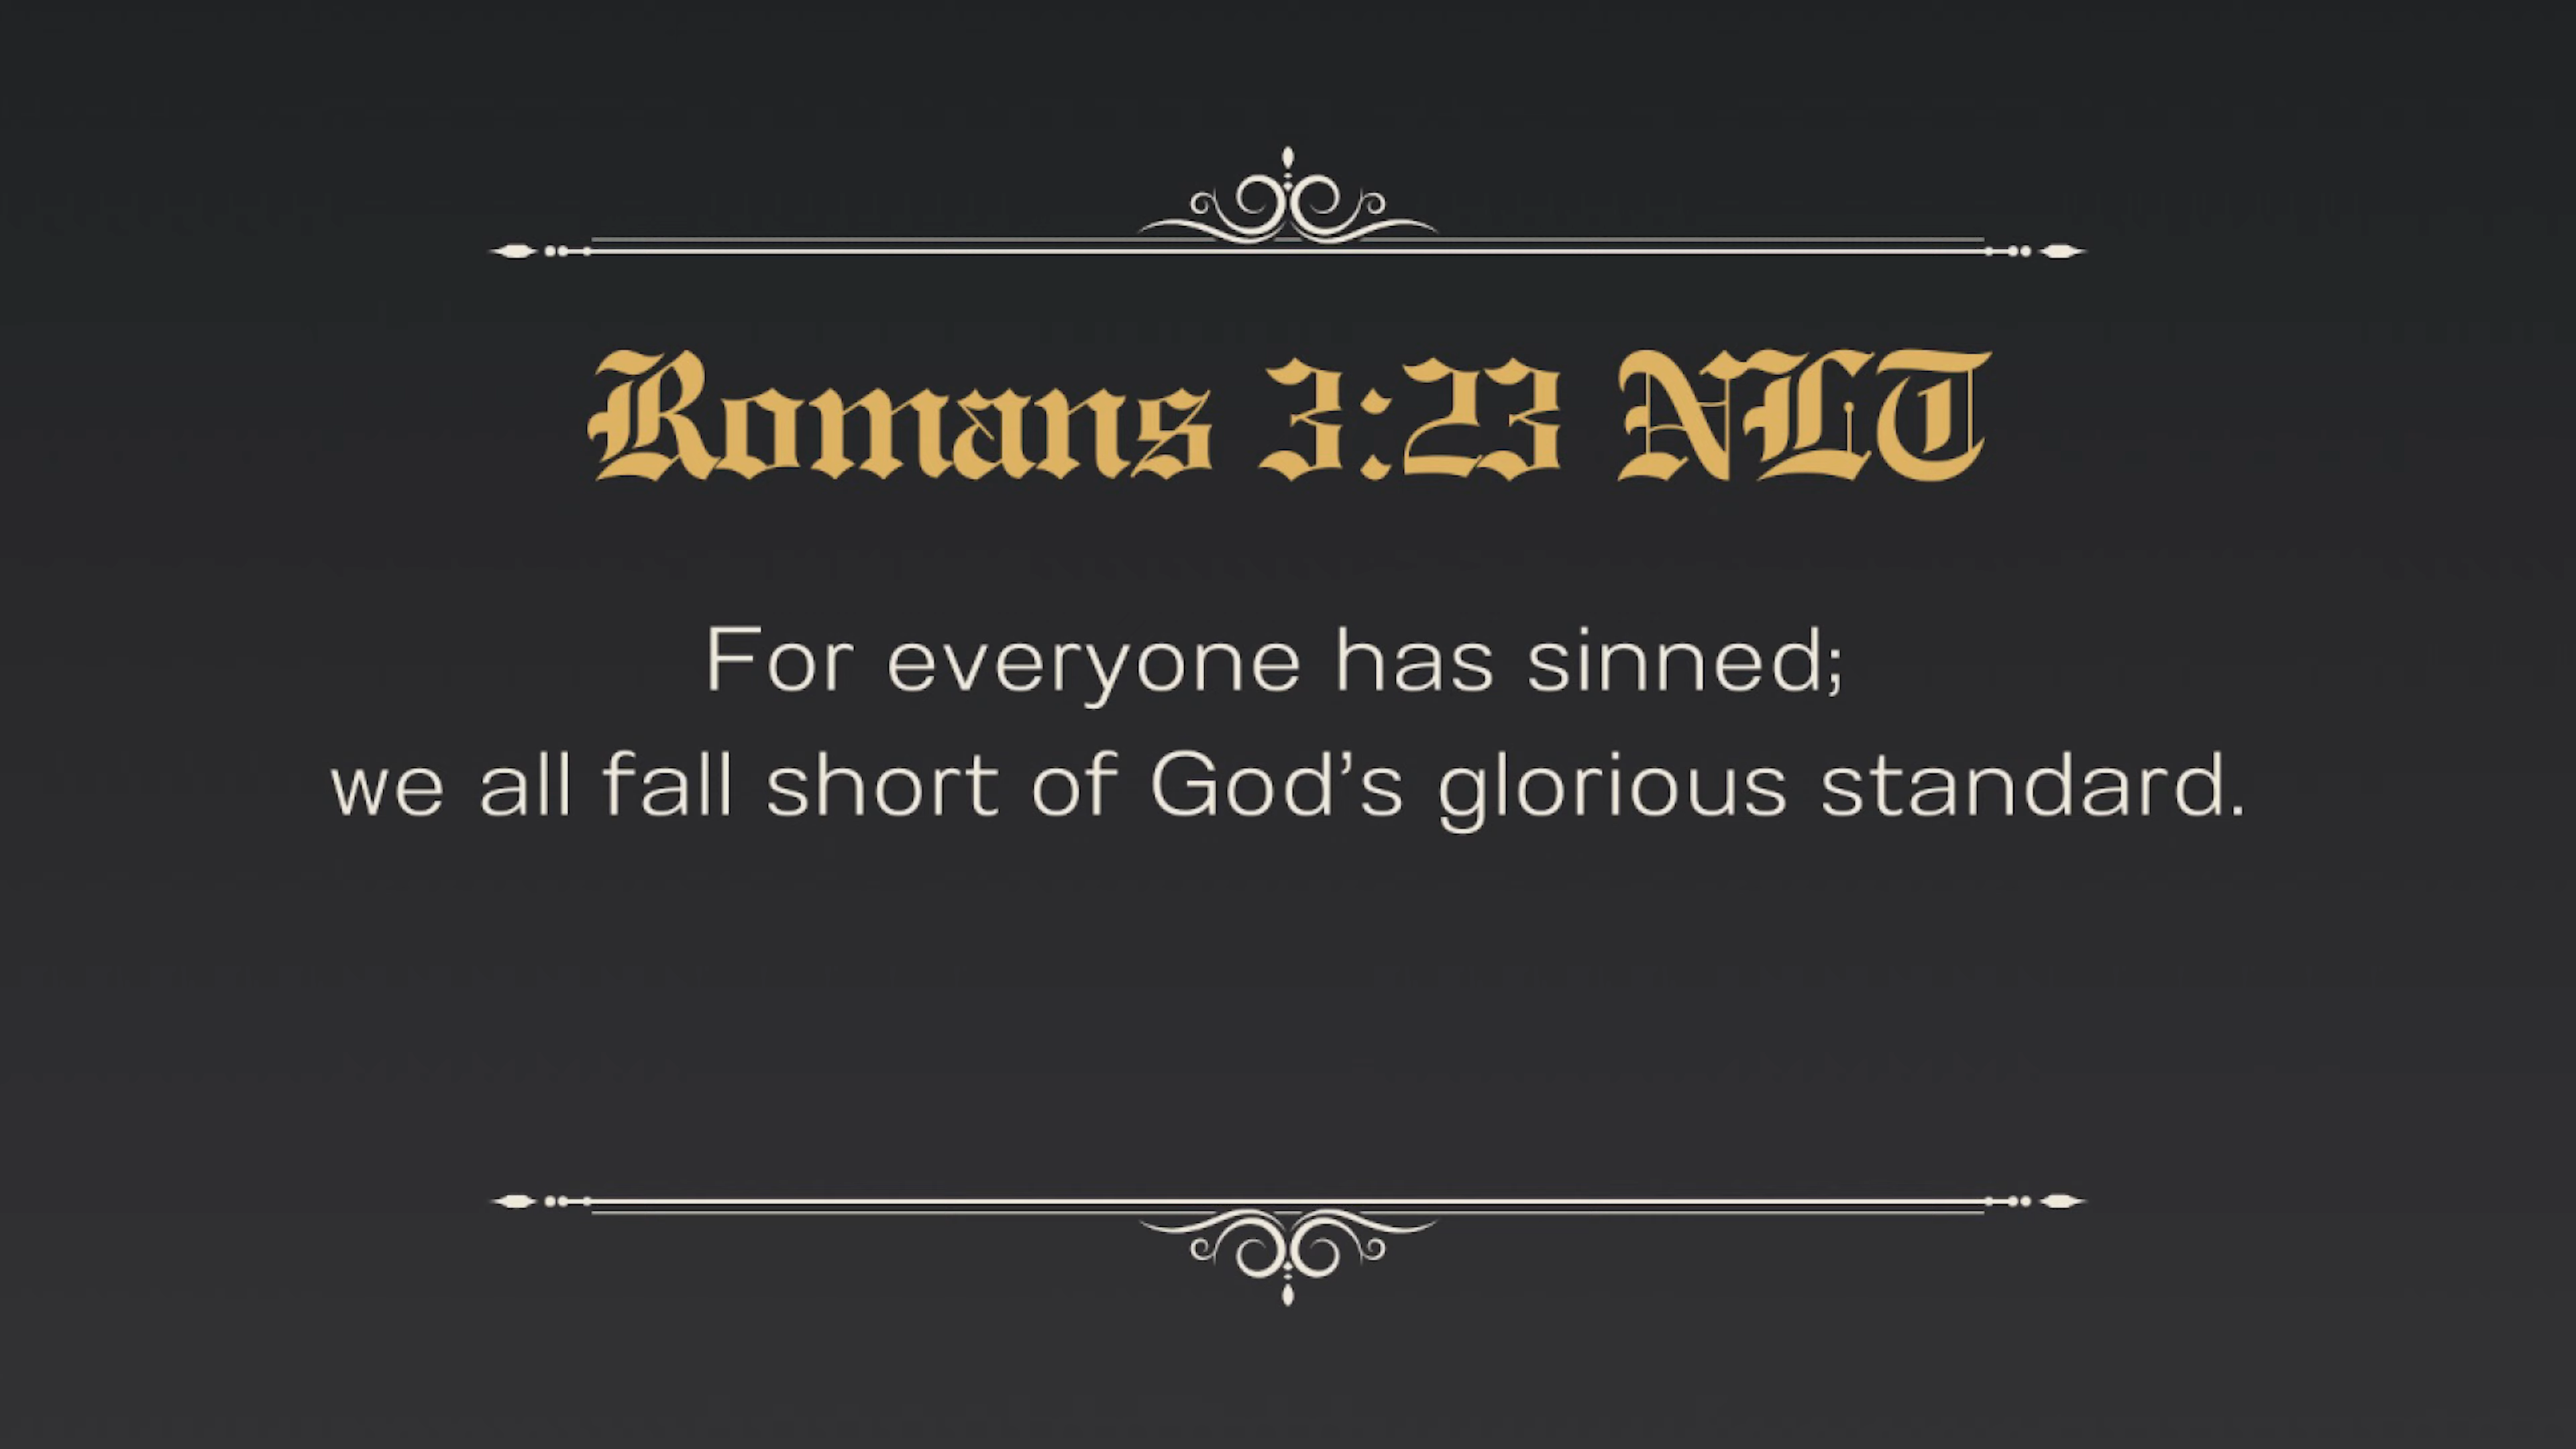 Romans 3:23 NLT
For everyone has sinned;
we all fall short of God’s glorious standard.